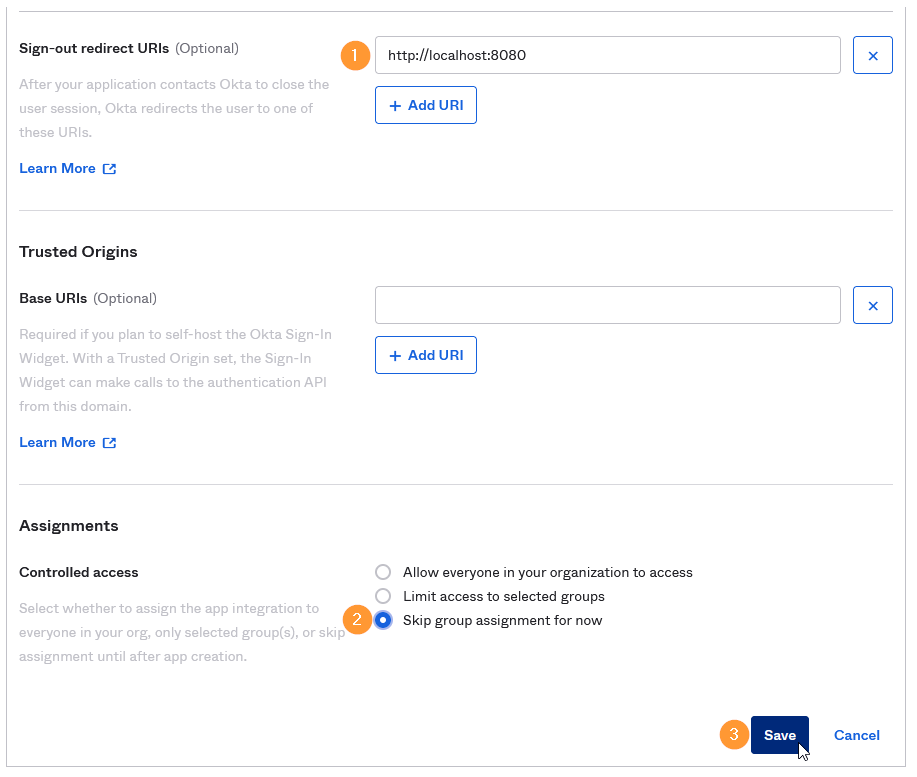 Sign-out redirect URIs (Optional)
1
http://localhost:8080
After your application contacts Okta to close the
user session, Okta redirects the user to one of
these URIs.
+ Add URI
Learn More
Trusted Origins
Base URIs (Optional)
Required if you plan to self-host the Okta Sign-In
Widget. With a Trusted Origin set, the Sign-In
Widget can make calls to the authentication API
from this domain.
+ Add URI
Learn More
Assignments
Controlled access
Select whether to assign the app integration to
everyone in your org, only selected group(s), or skip
assignment until after app creation.
Allow everyone in your organization to access
Limit access to selected groups
2
Skip group assignment for now
3
Save
Cancel